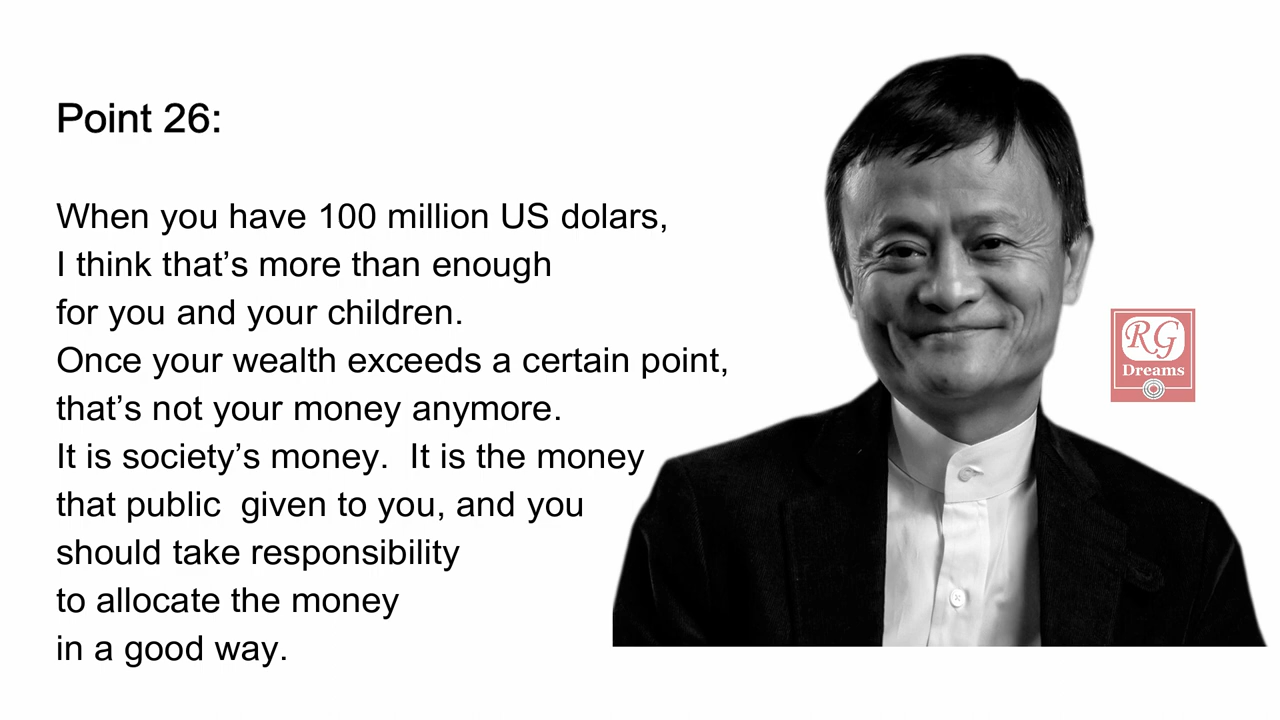 Point 26:
When you have 100 million US dolars,
I think that’s more than enough
for you and your children.
Once your wealth exceeds a certain point,
that’s not your money anymore.
It is society’s money.  It is the money
that public  given to you, and you
should take responsibility
to allocate the money
in a good way.
RG
Dreams